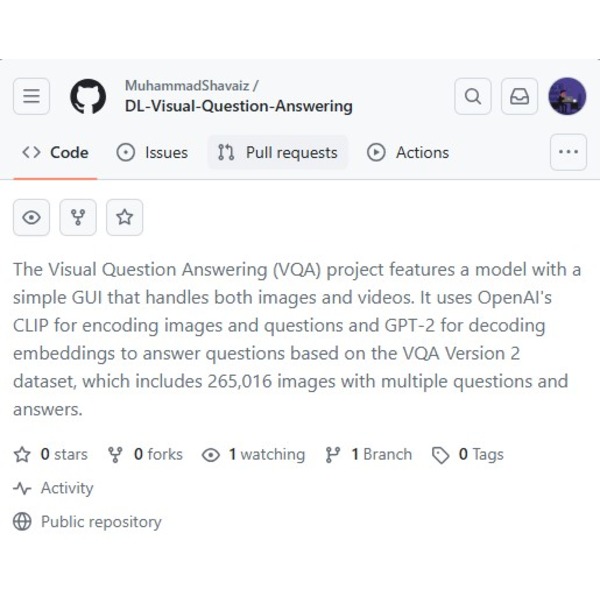 MuhammadShavaiz /
DL-Visual-Question-Answering
Code Issues Pull requests Actions
The Visual Question Answering (VQA) project features a model with a
simple GUI that handles both images and videos. It uses OpenAI's
CLIP for encoding images and questions and GPT-2 for decoding
embeddings to answer questions based on the VQA Version 2
dataset, which includes 265,016 images with multiple questions and
answers.
0 stars 0 forks 1 watching 1 Branch 0 Tags
Activity
Public repository